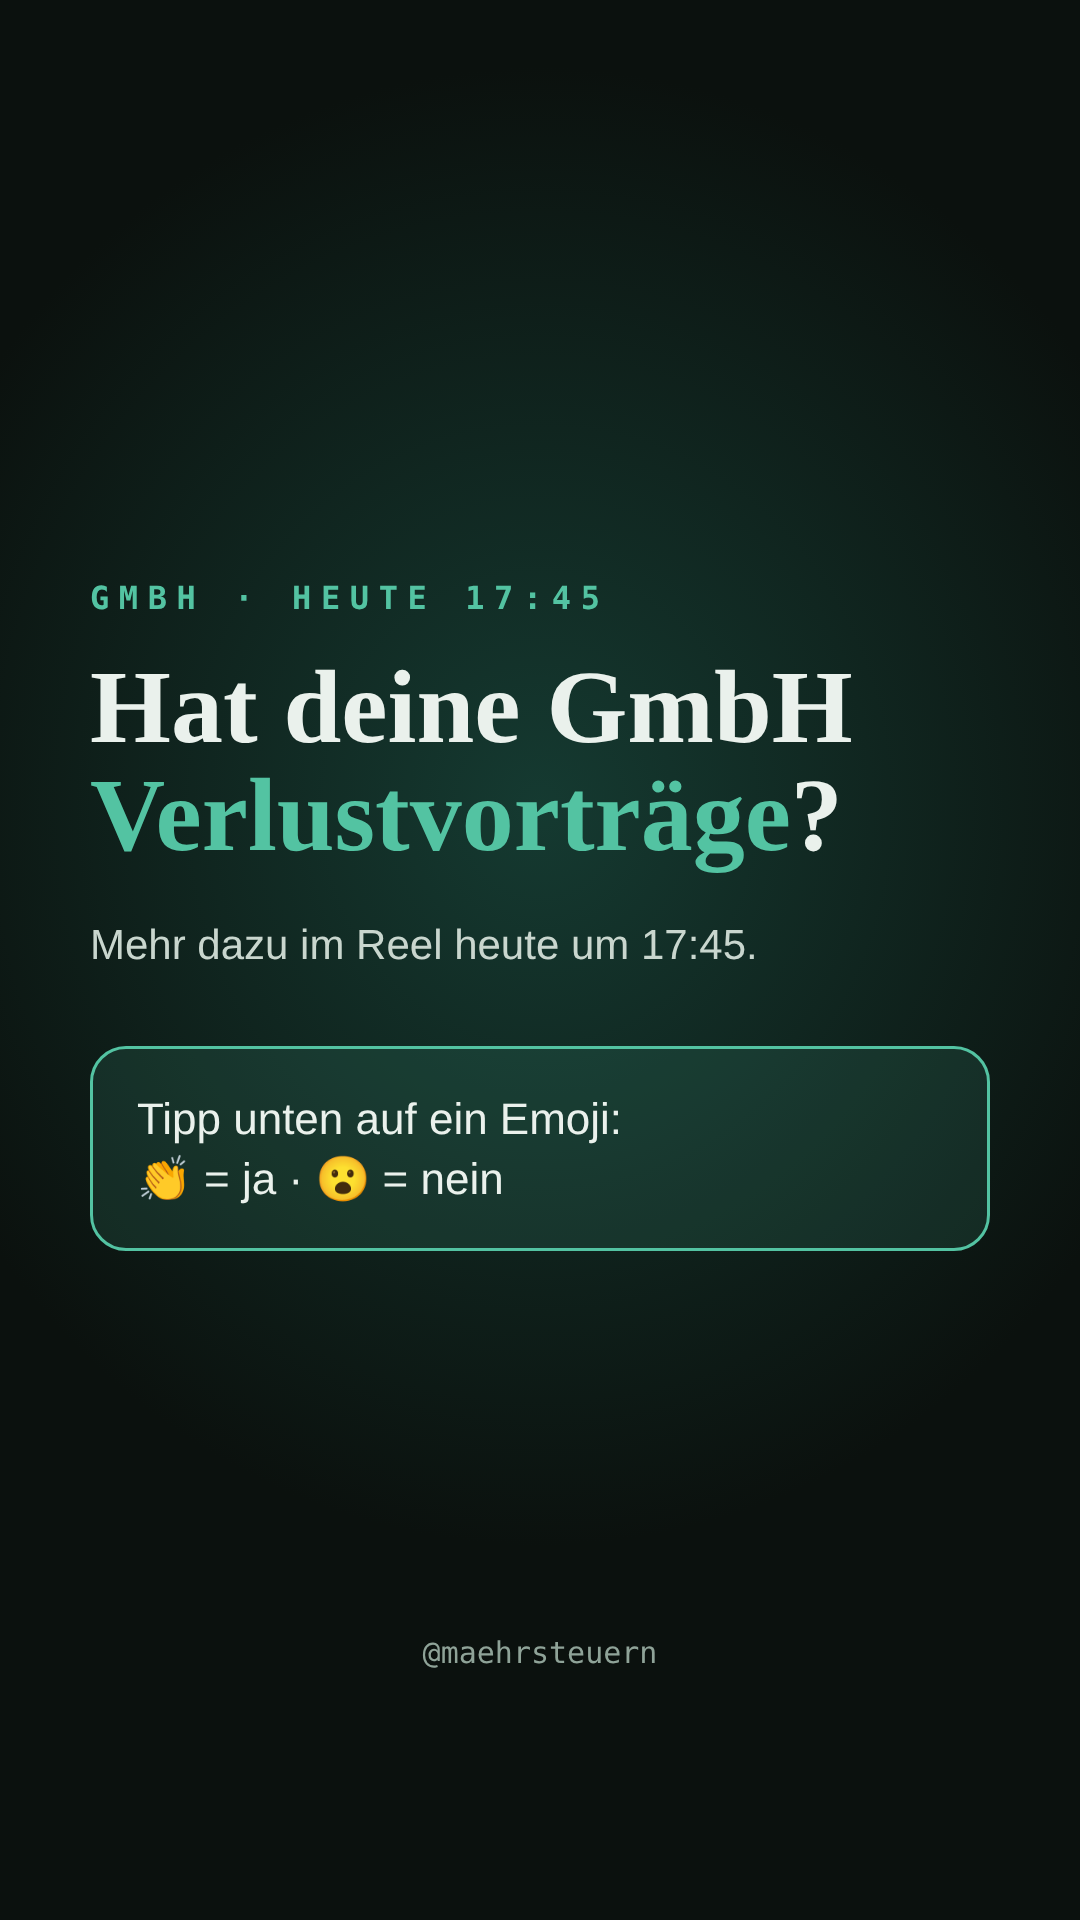 GMBH · HEUTE 17:45
Hat deine GmbH
Verlustvorträge?
Mehr dazu im Reel heute um 17:45.
Tipp unten auf ein Emoji:
👏 = ja · 😮 = nein
@maehrsteuern